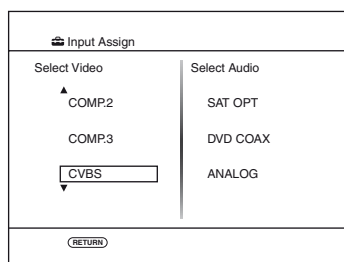 Input Assign
Select Video
Select Audio
COMP.2
SAT OPT
COMP.3
DVD COAX
CVBS
ANALOG
RETURN